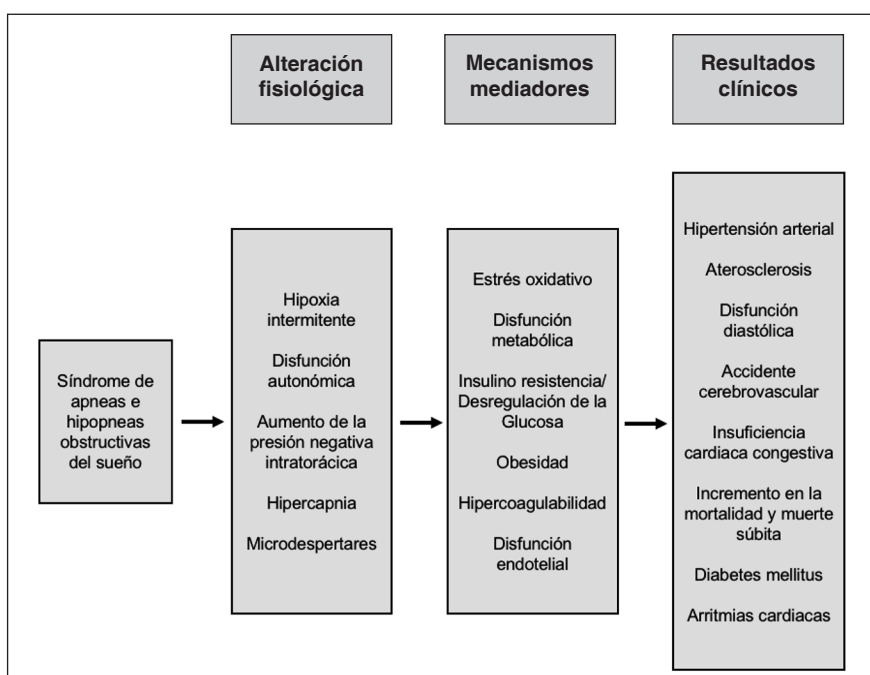 Alteración
fisiológica
Mecanismos
mediadores
Resultados
clínicos
Síndrome de
apneas e
hipopneas
obstructivas
del sueño
Hipoxia
intermitente
Disfunción
autonómica
Aumento de la
presión negativa
intratorácica
Hipercapnia
Microdespertares
Estrés oxidativo
Disfunción
metabólica
Insulino resistencia/
Desregulación de la
Glucosa
Obesidad
Hipercoagulabilidad
Disfunción
endotelial
Hipertensión arterial
Aterosclerosis
Disfunción
diastólica
Accidente
cerebrovascular
Insuficiencia
cardiaca congestiva
Incremento en la
mortalidad y muerte
súbita
Diabetes mellitus
Arritmias cardiacas